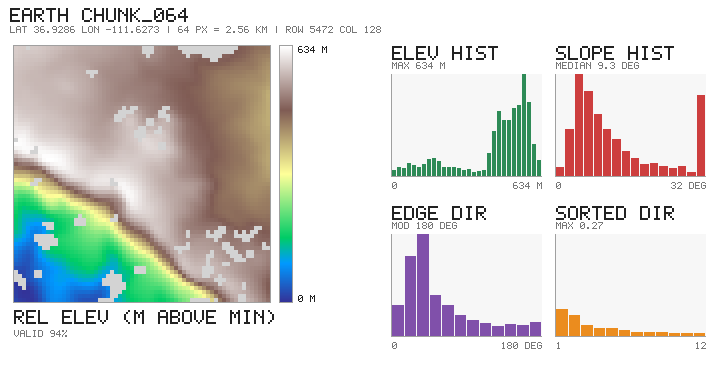 EARTH CHUNK_064
LAT 36.9286 LON -111.6273 | 64 PX = 2.56 KM | ROW 5472 COL 128
634 M
0 M
REL ELEV (M ABOVE MIN)
VALID 94%
ELEV HIST
MAX 634 M
0 634 M
SLOPE HIST
MEDIAN 9.3 DEG
0 32 DEG
EDGE DIR
MOD 180 DEG
0 180 DEG
SORTED DIR
MAX 0.27
1 12